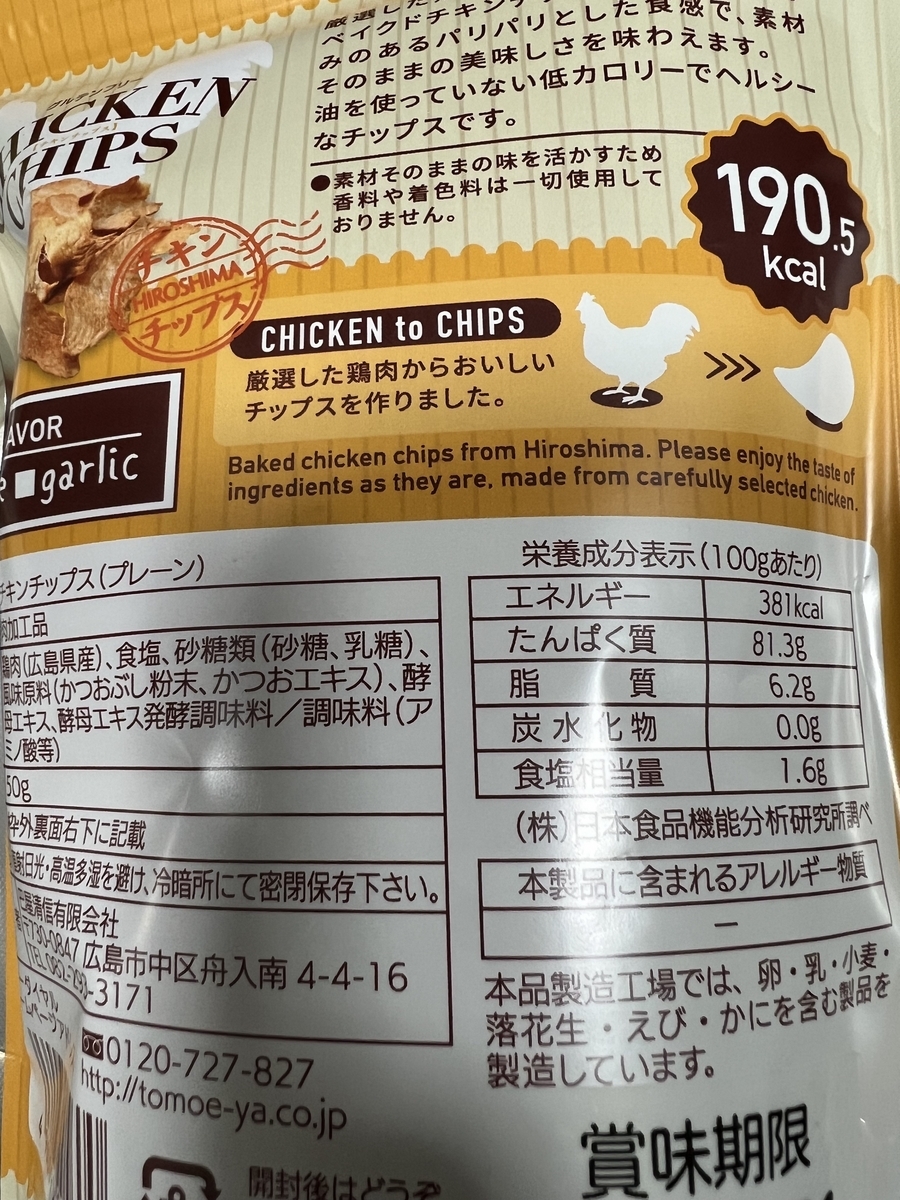 ベイクドチキンチ
みのあるパリパリとした食感で、素材
そのままの美味しさを味わえます。
油を使っていない低カロリーでヘルシー
なチップスです。
●素材そのままの味を活かすため
香料や着色料は一切使用して
おりません。
グルテンフリー
CHICKEN
CHIPS
190.5
kcal
チキン
HIROSHIMA
チップス
CHICKEN to CHIPS
厳選した鶏肉からおいしい
チップスを作りました。
AVOR
garlic
Baked chicken chips from Hiroshima. Please enjoy the taste of
ingredients as they are, made from carefully selected chicken.
チキンチップス(プレーン)
肉加工品
鶏肉(広島県産)、食塩、砂糖類(砂糖、乳糖)、
風味原料(かつおぶし粉末、かつおエキス)、酵
母エキス、酵母エキス発酵調味料/調味料(ア
ミノ酸等)
50g
枠外裏面右下に記載
直射日光・高温多湿を避け、冷暗所にて密閉保存下さい。
清信有限会社
〒730-0847 広島市中区舟入南 4-4-16
-3171
0120-727-827
http://tomoe-ya.co.jp
開封後はどうぞ
栄養成分表示(100gあたり)
エネルギー 381kcal
たんぱく質 81.3g
脂質 6.2g
炭水化物 0.0g
食塩相当量 1.6g
(株)日本食品機能分析研究所調べ
本製品に含まれるアレルギー物質
―
本品製造工場では、卵・乳・小麦・
落花生・えび・かにを含む製品を
製造しています。
賞味期限